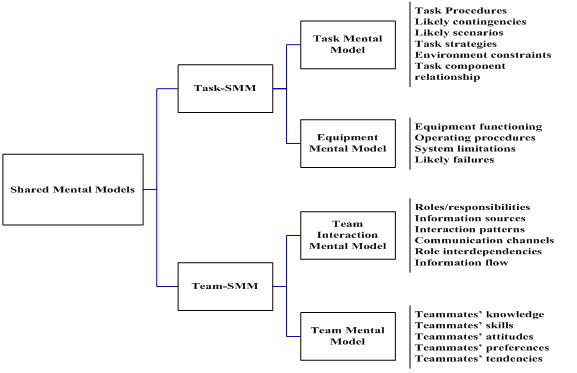 Shared Mental Models
Task-SMM
Team-SMM
Task Mental
Model
Equipment
Mental Model
Team
Interaction
Mental Model
Team Mental
Model
Task Procedures
Likely contingencies
Likely scenarios
Task strategies
Environment constraints
Task component
relationship
Equipment functioning
Operating procedures
System limitations
Likely failures
Roles/responsibilities
Information sources
Interaction patterns
Communication channels
Role interdependencies
Information flow
Teammates’ knowledge
Teammates’ skills
Teammates’ attitudes
Teammates’ preferences
Teammates’ tendencies